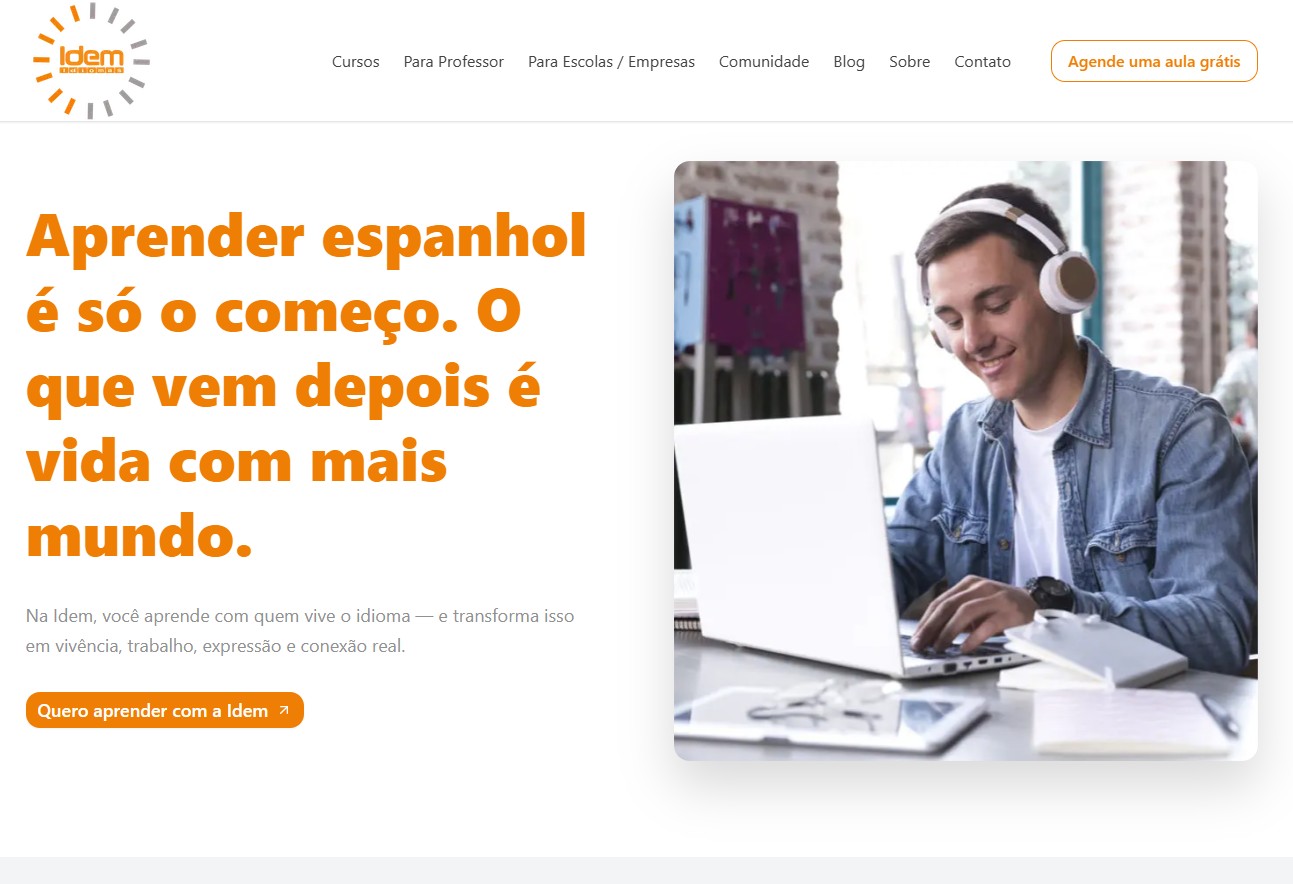 Idem
Idiomas
Cursos Para Professor Para Escolas / Empresas Comunidade Blog Sobre Contato Agende uma aula grátis
Aprender espanhol
é só o começo. O
que vem depois é
vida com mais
mundo.
Na Idem, você aprende com quem vive o idioma — e transforma isso
em vivência, trabalho, expressão e conexão real.
Quero aprender com a Idem